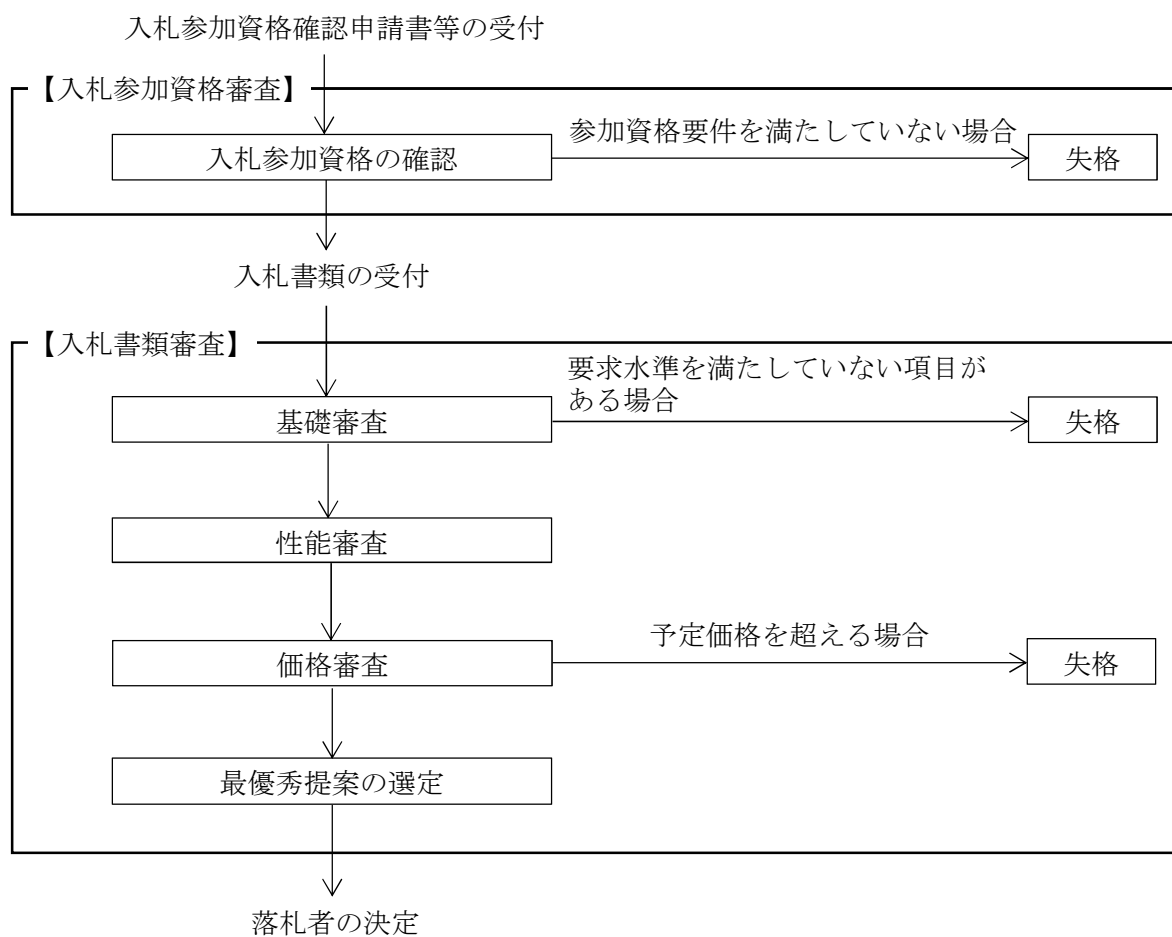 入札参加資格確認申請書等の受付
【入札参加資格審査】
参加資格要件を満たしていない場合
入札参加資格の確認
失格
入札書類の受付
【入札書類審査】
要求水準を満たしていない項目が
ある場合
基礎審査
失格
性能審査
予定価格を超える場合
価格審査
失格
最優秀提案の選定
落札者の決定